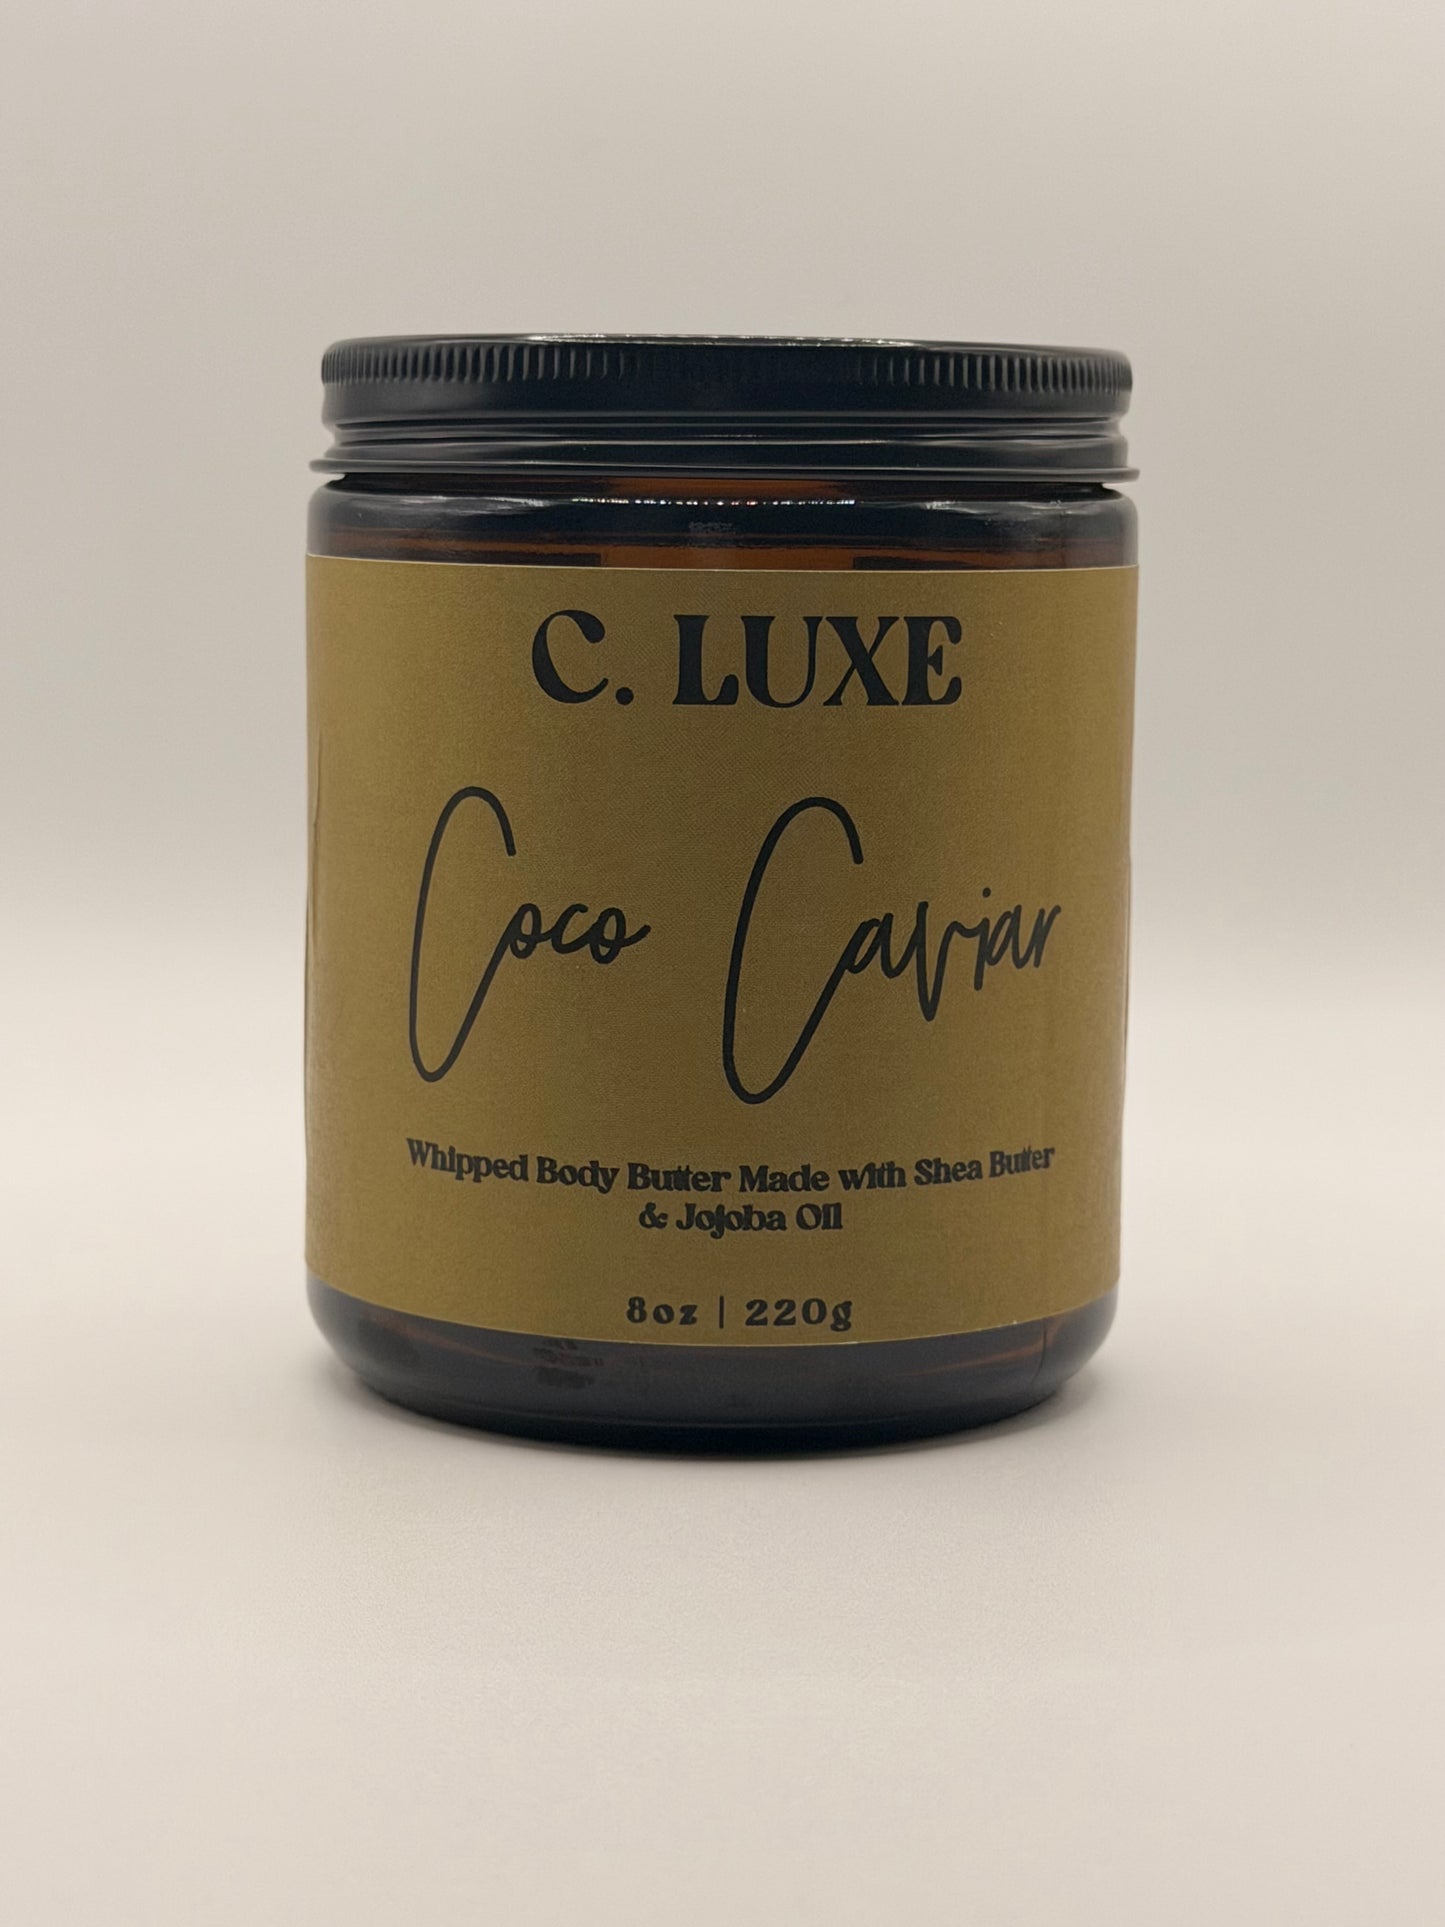 C. LUXE
Coco Caviar
Whipped Body Butter Made with Shea Butter
& Jojoba Oil
8oz | 220g